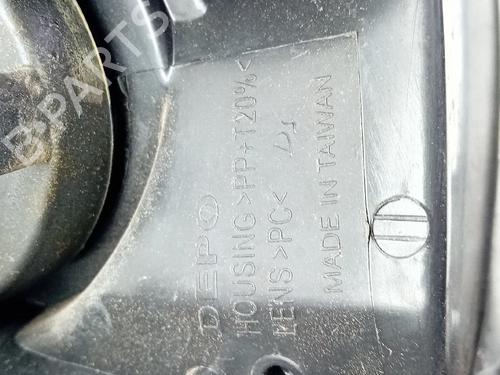 DEPO
HOUSING >PP+T20%<
LENS >PC<
MADE IN TAIWAN
B-PARTS